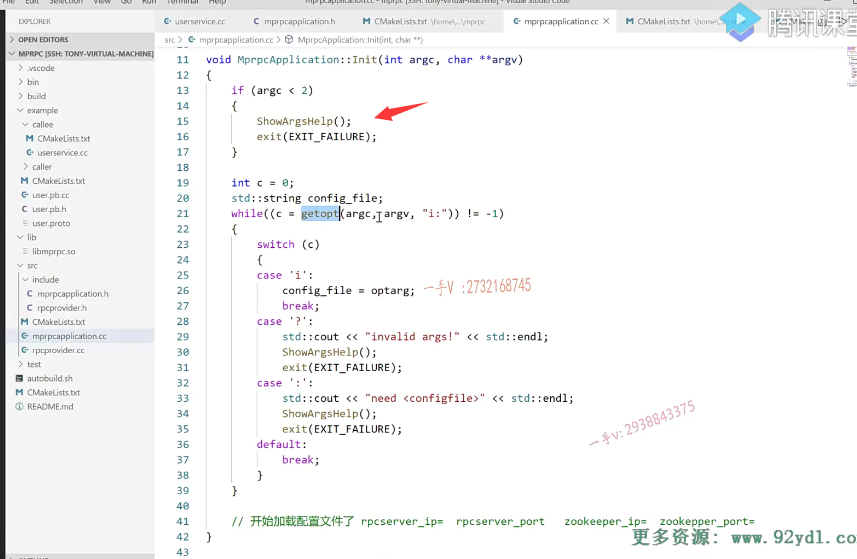 File Edit Selection View Go Run Terminal Help
mprpcapplication.cc - mprpc [SSH: tony-virtual-machine] - Visual Studio Code
EXPLORER
userservice.cc
mprpcapplication.h
CMakeLists.txt \home\...\mprpc
mprpcapplication.cc
CMakeLists.txt
腾讯课堂
OPEN EDITORS
MPRPC [SSH: TONY-VIRTUAL-MACHINE]
.vscode
bin
build
example
callee
CMakeLists.txt
userservice.cc
caller
CMakeLists.txt
user.pb.cc
user.pb.h
user.proto
lib
libmprpc.so
src
include
mprpcapplication.h
rpcprovider.h
CMakeLists.txt
mprpcapplication.cc
rpcprovider.cc
test
autobuild.sh
CMakeLists.txt
README.md
src > mprpcapplication.cc > MprpcApplication::Init(int, char **)
11 void MprpcApplication::Init(int argc, char **argv)
12 {
13 if (argc < 2)
14 {
15 ShowArgsHelp();
16 exit(EXIT_FAILURE);
17 }
18
19 int c = 0;
20 std::string config_file;
21 while((c = getopt(argc, argv, "i:")) != -1)
22 {
23 switch (c)
24 {
25 case 'i':
26 config_file = optarg;
27 break;
28 case '?':
29 std::cout << "invalid args!" << std::endl;
30 ShowArgsHelp();
31 exit(EXIT_FAILURE);
32 case ':':
33 std::cout << "need <configfile>" << std::endl;
34 ShowArgsHelp();
35 exit(EXIT_FAILURE);
36 default:
37 break;
38 }
39 }
40
41 // 开始加载配置文件了 rpcserver_ip= rpcserver_port zookeeper_ip= zookepper_port=
42 }
43
一手V :2732168745
一手v: 2938843375
更多资源: www.92ydl.co